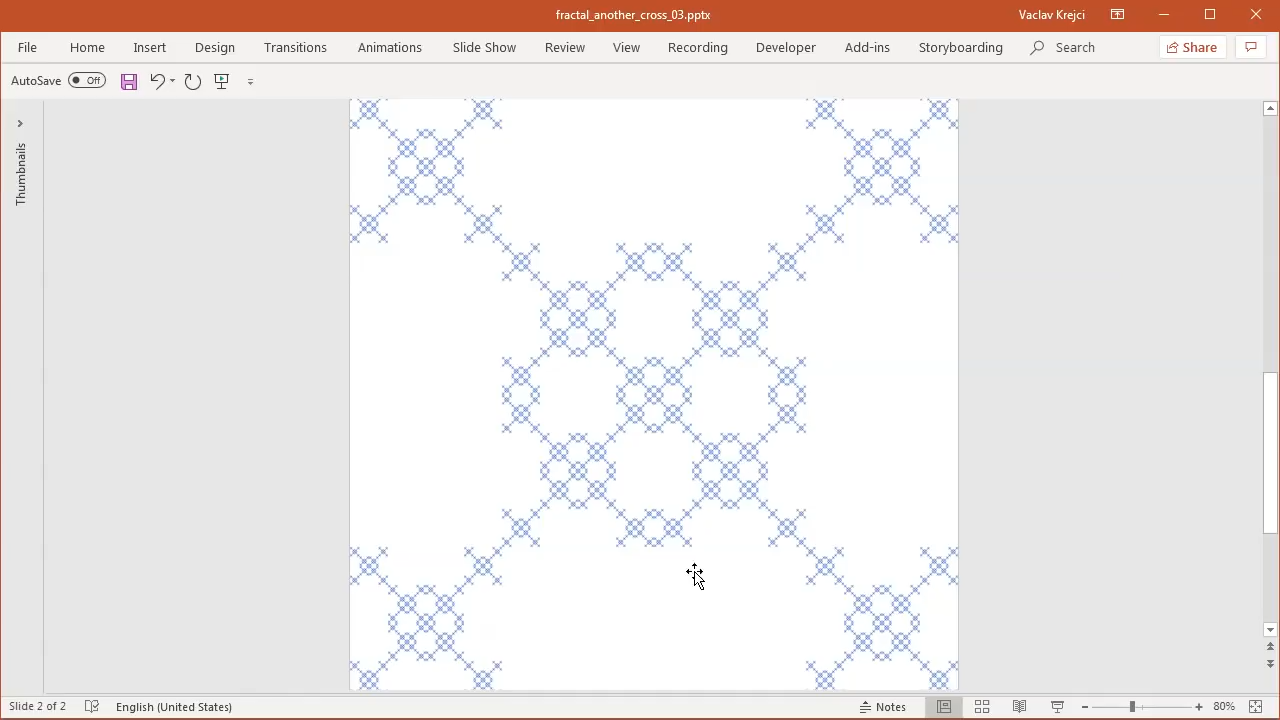 fractal_another_cross_03.pptx
Vaclav Krejci
File Home Insert Design Transitions Animations Slide Show Review View Recording Developer Add-ins Storyboarding Search Share
AutoSave Off
Thumbnails
Slide 2 of 2 English (United States) Notes 80%